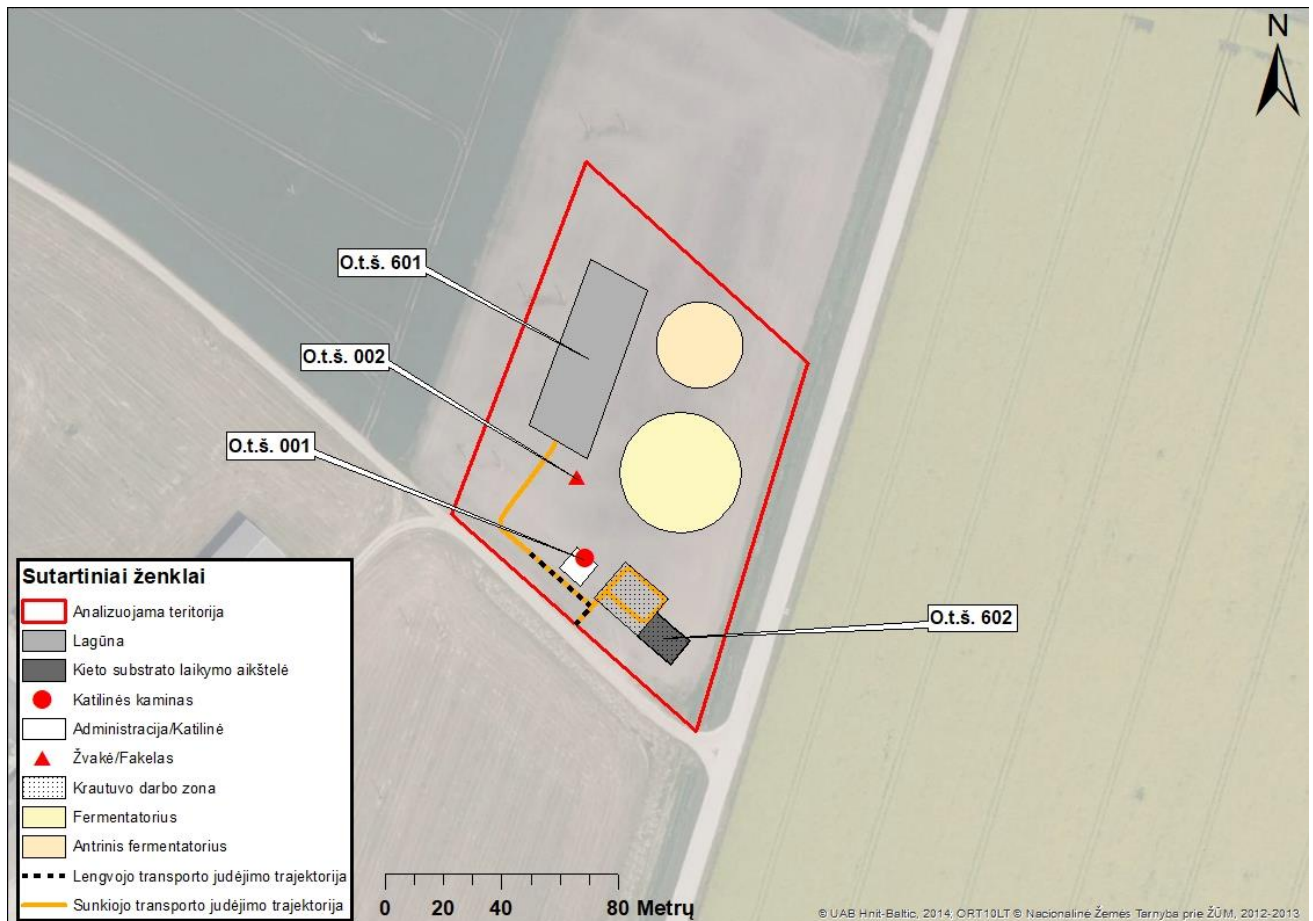 N
O.t.š. 601
O.t.š. 002
O.t.š. 001
O.t.š. 602
Sutartiniai ženklai
Analizuojama teritorija
Lagūna
Kieto substrato laikymo aikštelė
Katilinės kaminas
Administracija/Katilinė
Žvakė/Fakelas
Krautuvo darbo zona
Fermentatorius
Antrinis fermentatorius
Lengvojo transporto judėjimo trajektorija
Sunkiojo transporto judėjimo trajektorija
0 20 40 80 Metrų
© UAB Hnit-Baltic, 2014, ORT10LT © Nacionalinė Žemės Tarnyba prie ŽŪM, 2012-2013